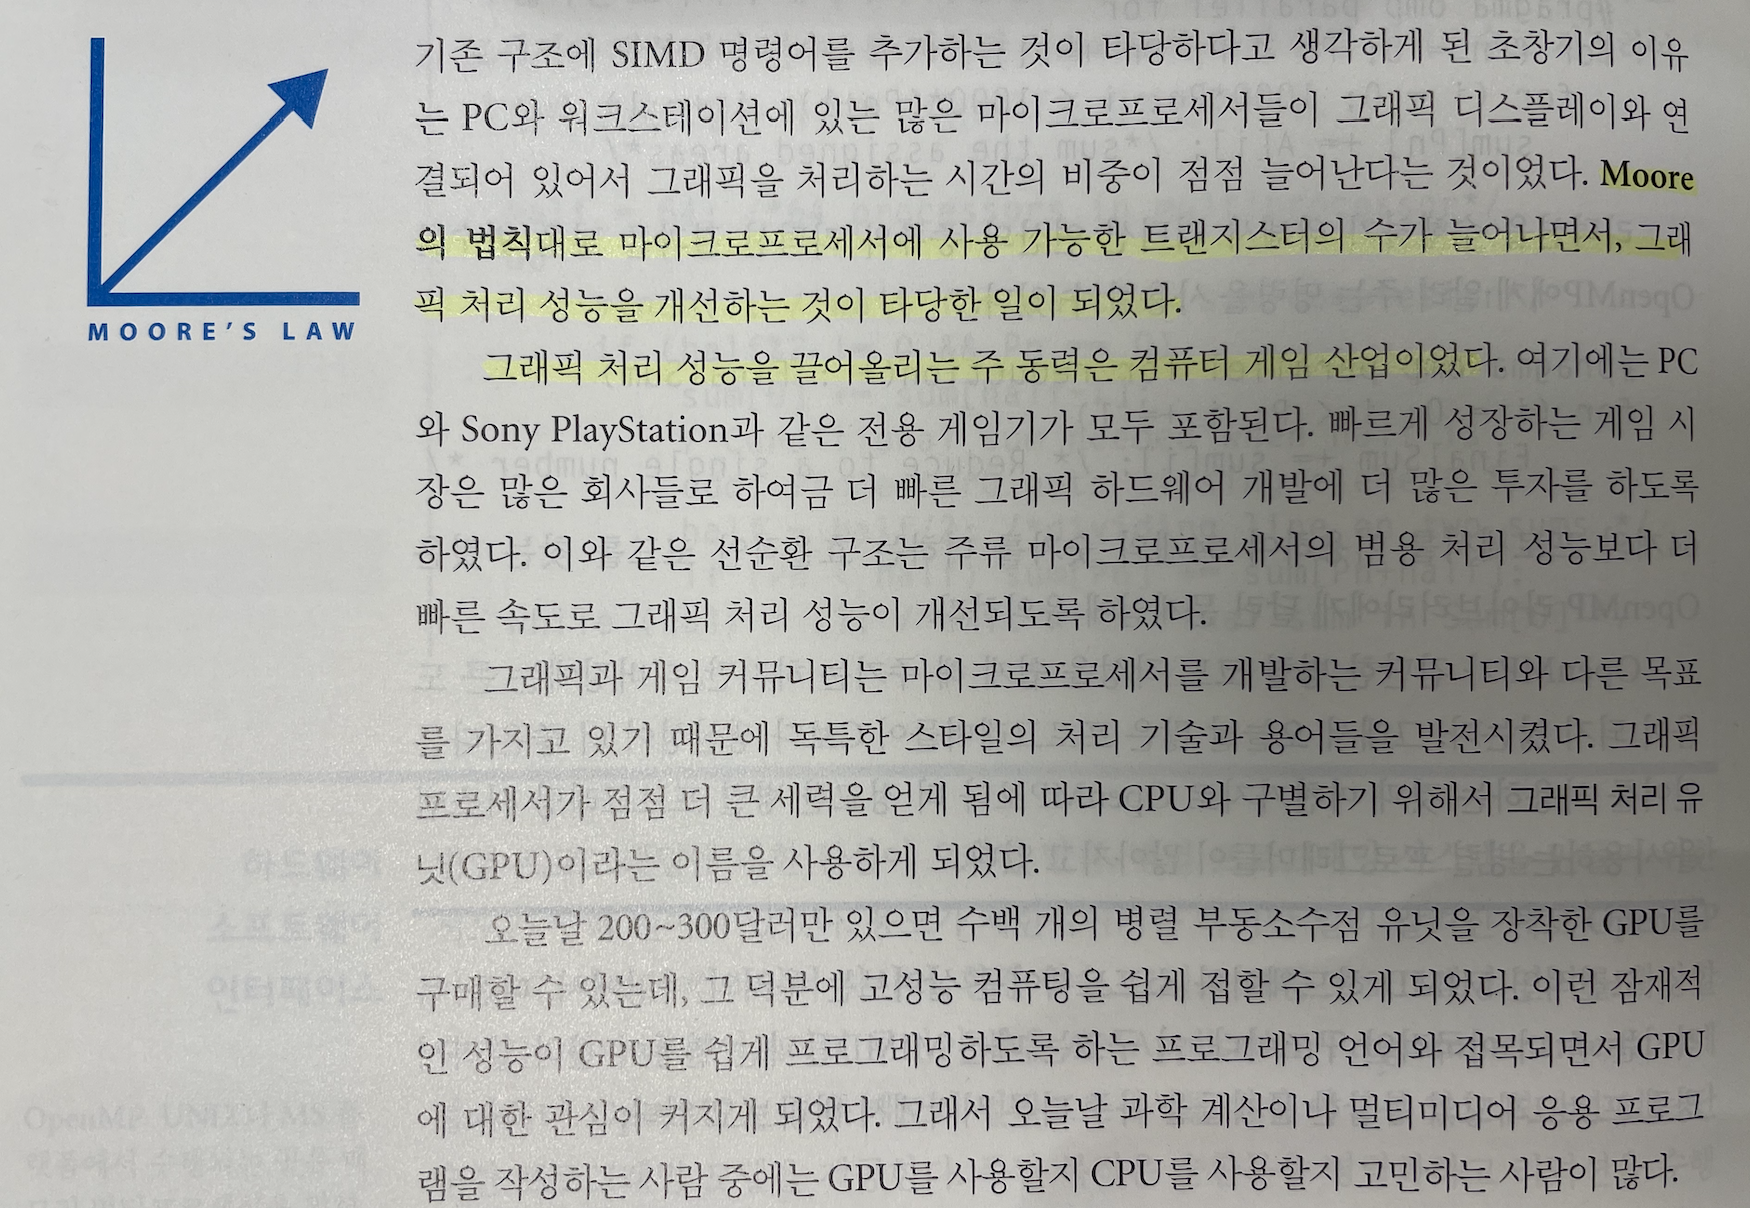 기존 구조에 SIMD 명령어를 추가하는 것이 타당하다고 생각하게 된 초창기의 이유
는 PC와 워크스테이션에 있는 많은 마이크로프로세서들이 그래픽 디스플레이와 연
결되어 있어서 그래픽을 처리하는 시간의 비중이 점점 늘어난다는 것이었다. Moore
의 법칙대로 마이크로프로세서에 사용 가능한 트랜지스터의 수가 늘어나면서, 그래
픽 처리 성능을 개선하는 것이 타당한 일이 되었다.
MOORE'S LAW
그래픽 처리 성능을 끌어올리는 주 동력은 컴퓨터 게임 산업이었다. 여기에는 PC
와 Sony PlayStation과 같은 전용 게임기가 모두 포함된다. 빠르게 성장하는 게임 시
장은 많은 회사들로 하여금 더 빠른 그래픽 하드웨어 개발에 더 많은 투자를 하도록
하였다. 이와 같은 선순환 구조는 주류 마이크로프로세서의 범용 처리 성능보다 더
빠른 속도로 그래픽 처리 성능이 개선되도록 하였다.
그래픽과 게임 커뮤니티는 마이크로프로세서를 개발하는 커뮤니티와 다른 목표
를 가지고 있기 때문에 독특한 스타일의 처리 기술과 용어들을 발전시켰다. 그래픽
프로세서가 점점 더 큰 세력을 얻게 됨에 따라 CPU와 구별하기 위해서 그래픽 처리 유
닛(GPU)이라는 이름을 사용하게 되었다.
오늘날 200~300달러만 있으면 수백 개의 병렬 부동소수점 유닛을 장착한 GPU를
구매할 수 있는데, 그 덕분에 고성능 컴퓨팅을 쉽게 접할 수 있게 되었다. 이런 잠재적
인 성능이 GPU를 쉽게 프로그래밍하도록 하는 프로그래밍 언어와 접목되면서 GPU
에 대한 관심이 커지게 되었다. 그래서 오늘날 과학 계산이나 멀티미디어 응용 프로그
램을 작성하는 사람 중에는 GPU를 사용할지 CPU를 사용할지 고민하는 사람이 많다.